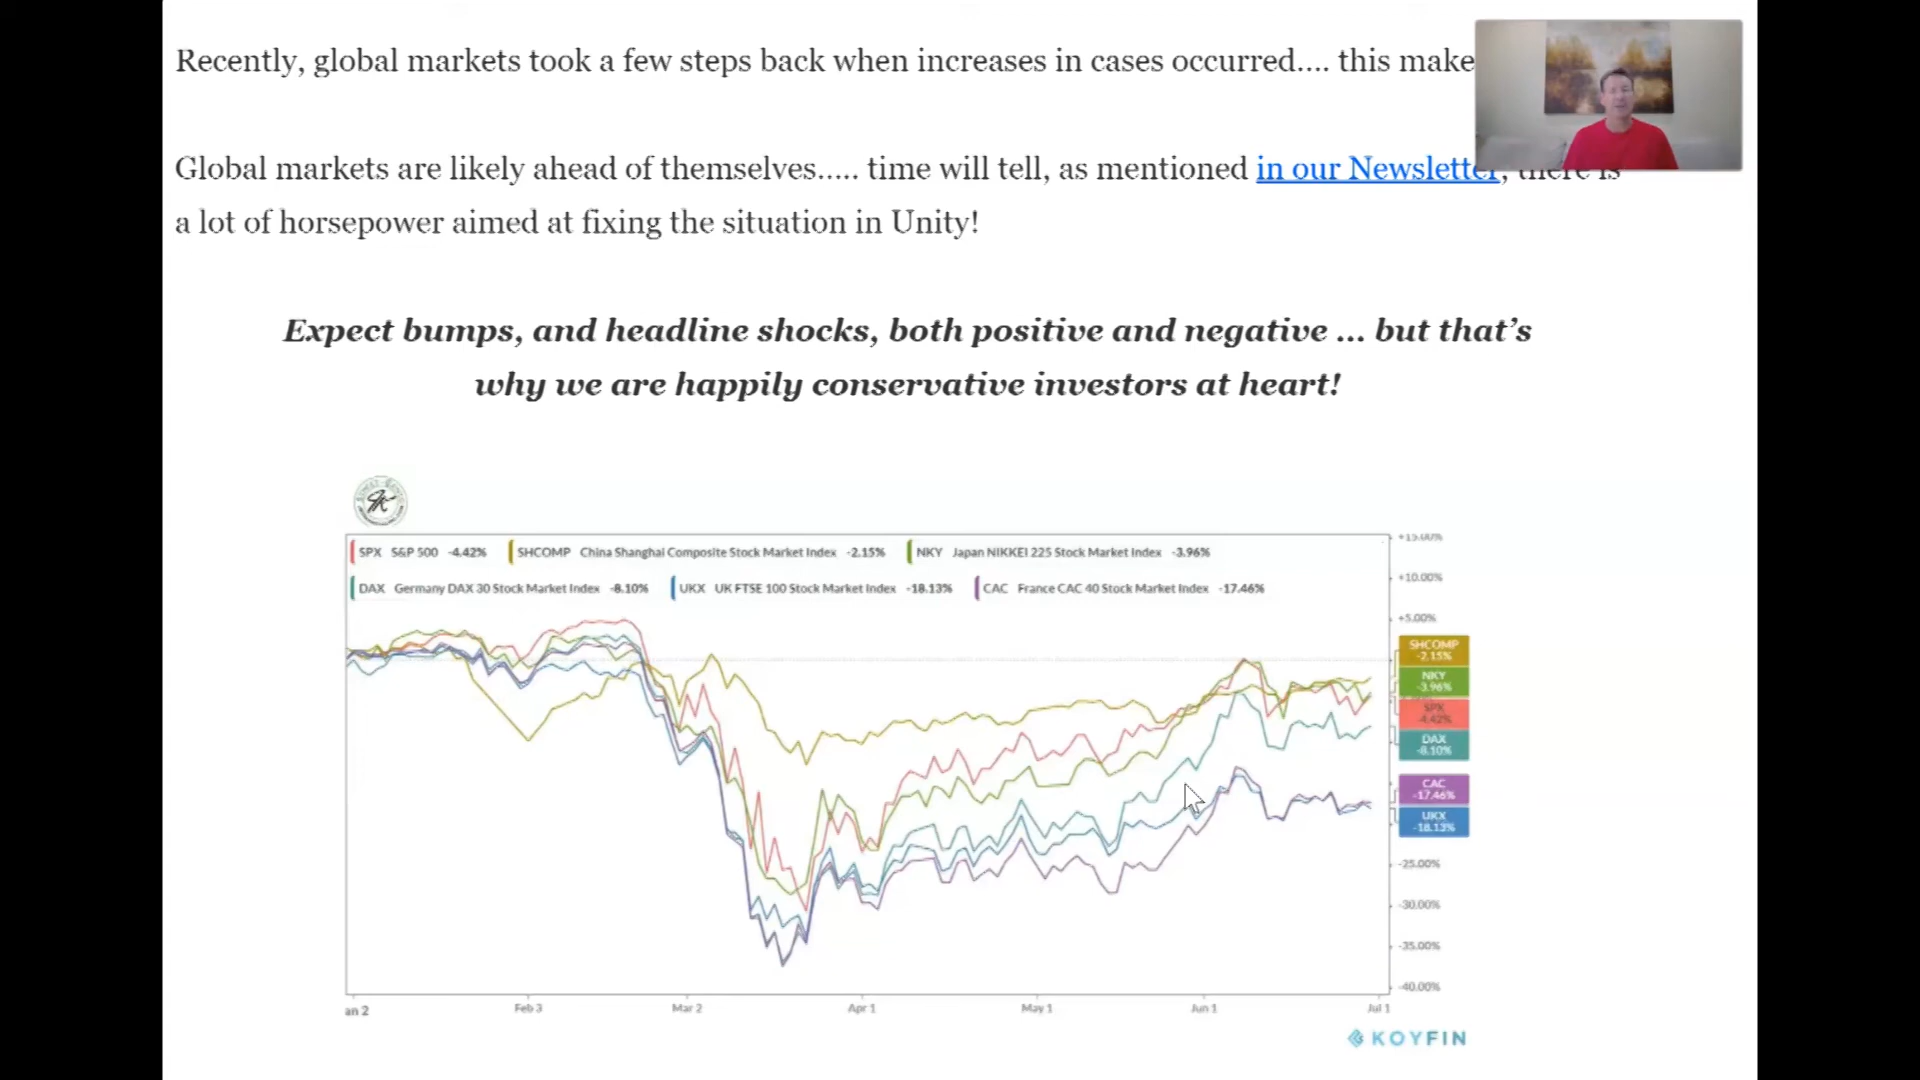 Recently, global markets took a few steps back when increases in cases occurred.... this make
Global markets are likely ahead of themselves..... time will tell, as mentioned in our Newsletter, there is
a lot of horsepower aimed at fixing the situation in Unity!
Expect bumps, and headline shocks, both positive and negative ... but that's
why we are happily conservative investors at heart!
SPX S&P 500 -4.42% SHCOMP China Shanghai Composite Stock Market Index -2.15% NKY Japan NIKKEI 225 Stock Market Index -3.96%
DAX Germany DAX 30 Stock Market Index -8.10% UKX UK FTSE 100 Stock Market Index -18.13% CAC France CAC 40 Stock Market Index -17.46%
+15.00%
+10.00%
+5.00%
SHCOMP
-2.15%
NKY
-3.96%
SPX
-4.42%
DAX
-8.10%
CAC
-17.46%
UKX
-18.13%
-25.00%
-30.00%
-35.00%
-40.00%
an 2 Feb 3 Mar 2 Apr 1 May 1 Jun 1 Jul 1
KOYFIN